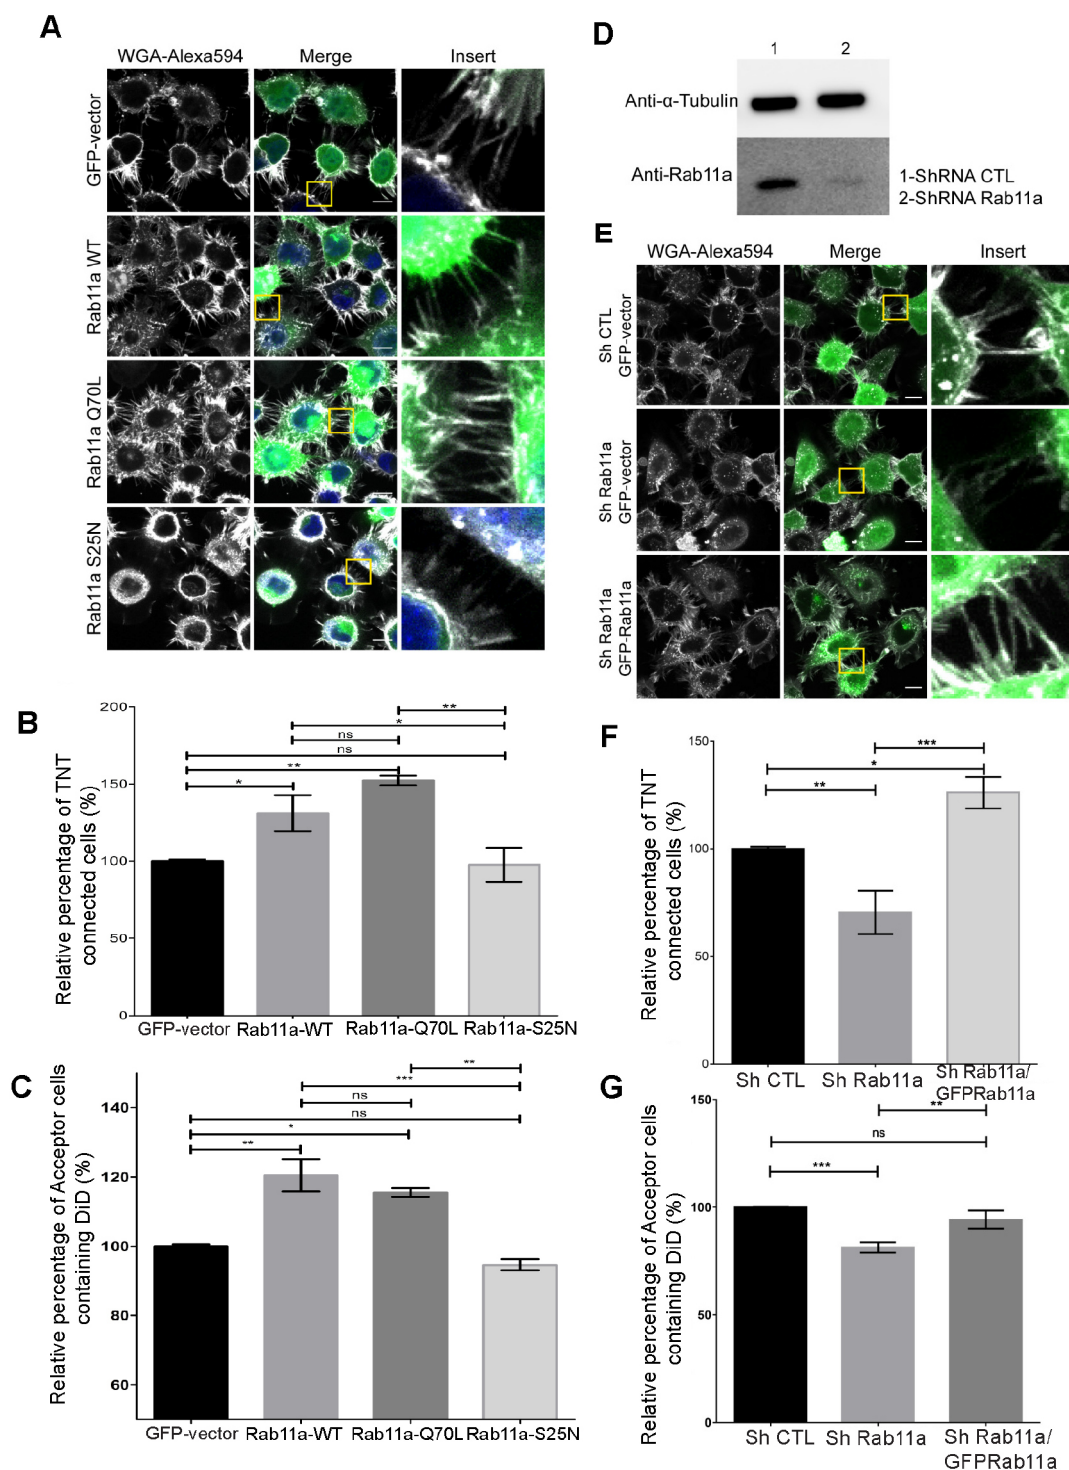 A
WGA-Alexa594 Merge Insert
GFP-vector
Rab11a WT
Rab11a Q70L
Rab11a S25N
B
Relative percentage of TNT
connected cells (%)
200
150
100
50
0
**
*
ns
ns
**
*
GFP-vector Rab11a-WT Rab11a-Q70L Rab11a-S25N
C
Relative percentage of Acceptor cells
containing DiD (%)
140
120
100
80
60
**
***
ns
ns
*
**
GFP-vector Rab11a-WT Rab11a-Q70L Rab11a-S25N
D
1 2
Anti-α-Tubulin
Anti-Rab11a
1-ShRNA CTL
2-ShRNA Rab11a
E
WGA-Alexa594 Merge Insert
Sh CTL
GFP-vector
Sh Rab11a
GFP-vector
Sh Rab11a
GFP-Rab11a
F
Relative percentage of TNT
connected cells (%)
150
100
50
0
***
*
**
Sh CTL Sh Rab11a Sh Rab11a/
GFPRab11a
G
Relative percentage of Acceptor cells
containing DiD (%)
150
100
50
0
**
ns
***
Sh CTL Sh Rab11a Sh Rab11a/
GFPRab11a